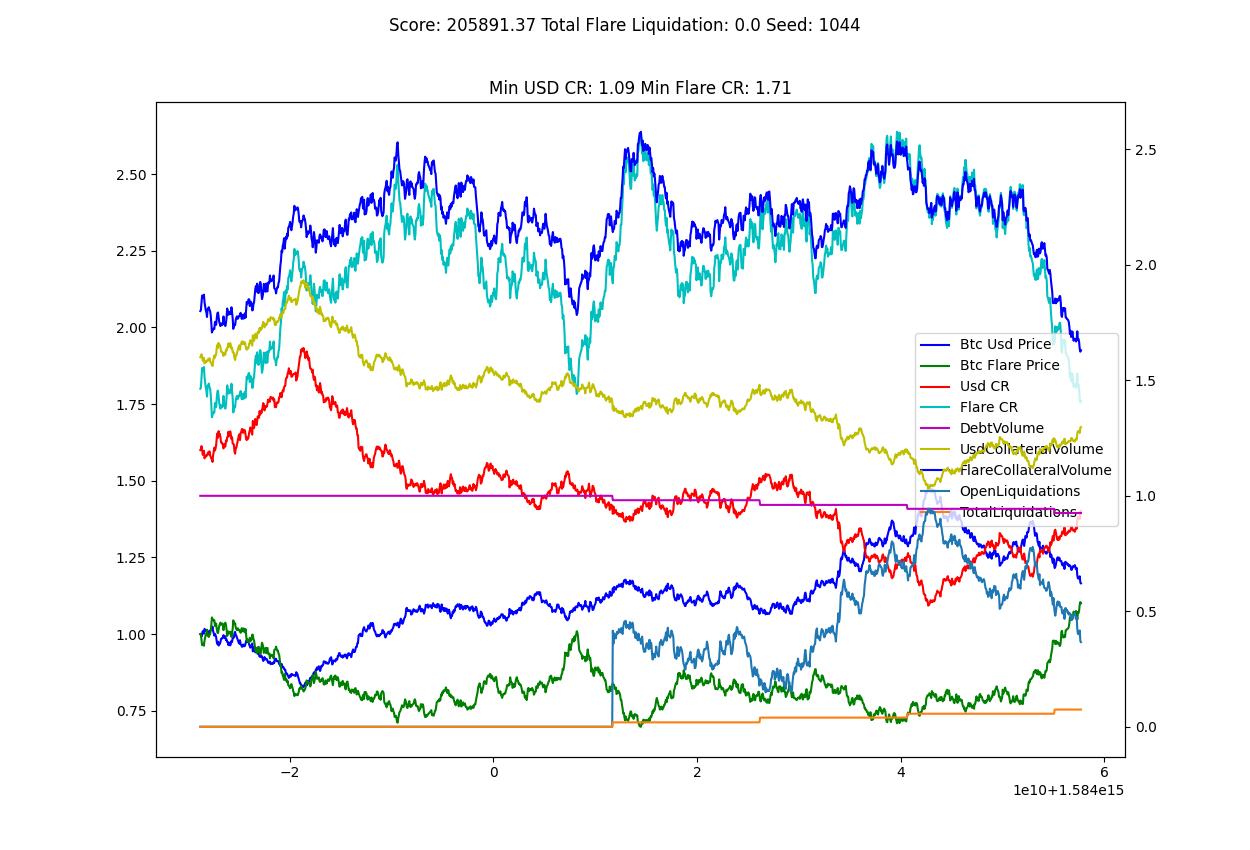 Score: 205891.37 Total Flare Liquidation: 0.0 Seed: 1044
Min USD CR: 1.09 Min Flare CR: 1.71
2.50
2.25
2.00
1.75
1.50
1.25
1.00
0.75
2.5
2.0
1.5
1.0
0.5
0.0
Btc Usd Price
Btc Flare Price
Usd CR
Flare CR
DebtVolume
UsdCollateralVolume
FlareCollateralVolume
OpenLiquidations
TotalLiquidations
−2 0 2 4 6
1e10+1.584e15